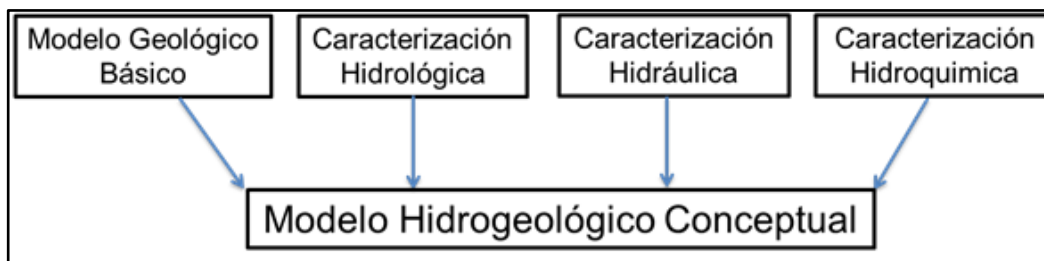 Modelo Geológico
Básico
Caracterización
Hidrológica
Caracterización
Hidráulica
Caracterización
Hidroquimica
Modelo Hidrogeológico Conceptual